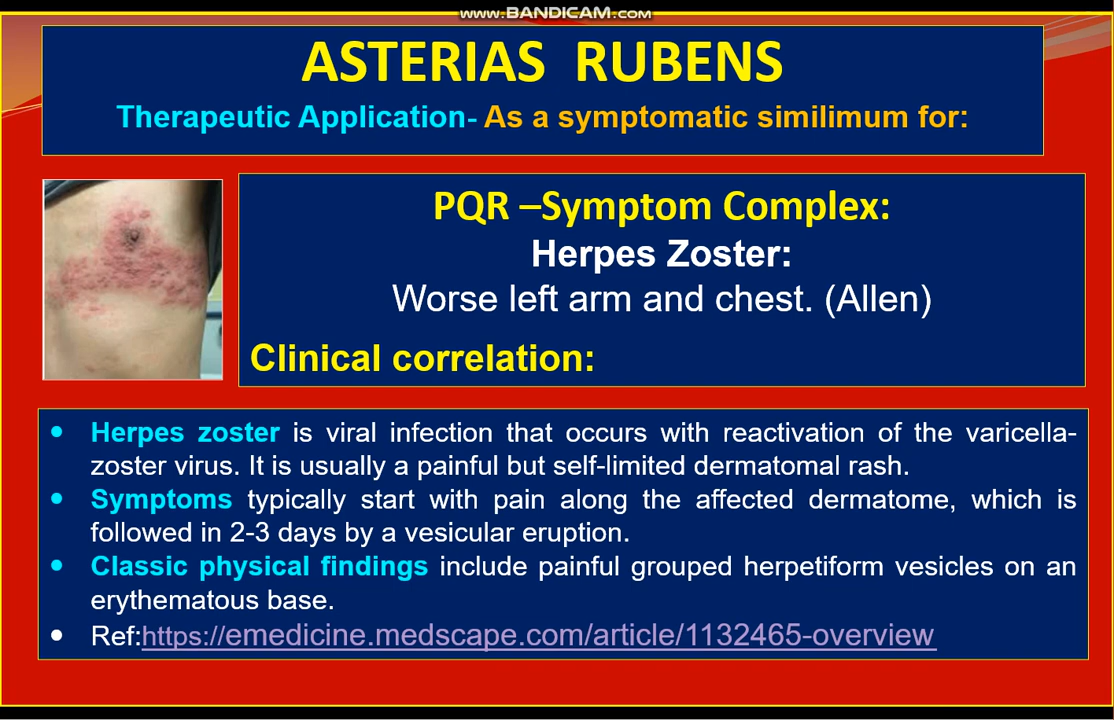 www.BANDICAM.com
ASTERIAS RUBENS
Therapeutic Application- As a symptomatic similimum for:
PQR –Symptom Complex:
Herpes Zoster:
Worse left arm and chest. (Allen)
Clinical correlation:
• Herpes zoster is viral infection that occurs with reactivation of the varicella-
zoster virus. It is usually a painful but self-limited dermatomal rash.
• Symptoms typically start with pain along the affected dermatome, which is
followed in 2-3 days by a vesicular eruption.
• Classic physical findings include painful grouped herpetiform vesicles on an
erythematous base.
• Ref:https://emedicine.medscape.com/article/1132465-overview